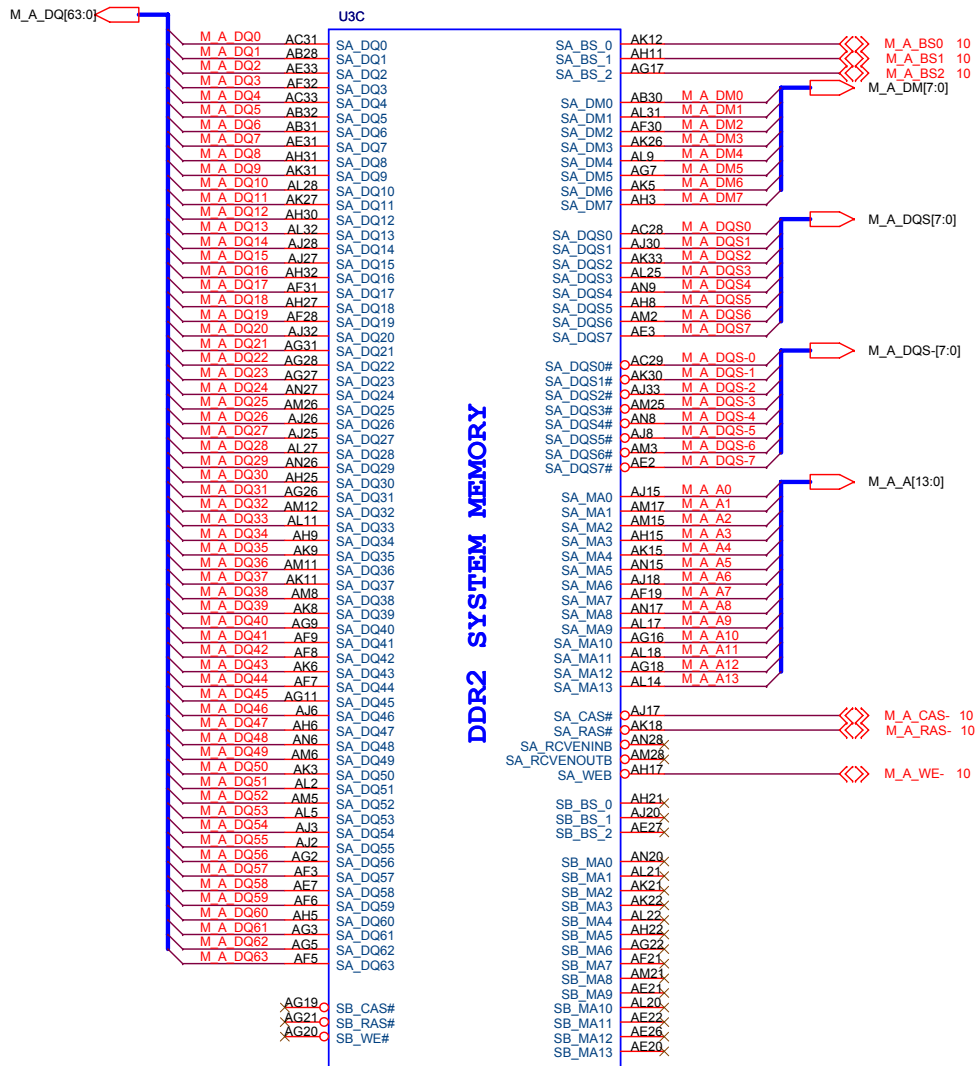 M_A_DQ[63:0]
U3C
M_A_DQ0 AC31 SA_DQ0
M_A_DQ1 AB28 SA_DQ1
M_A_DQ2 AE33 SA_DQ2
M_A_DQ3 AF32 SA_DQ3
M_A_DQ4 AC33 SA_DQ4
M_A_DQ5 AB32 SA_DQ5
M_A_DQ6 AB31 SA_DQ6
M_A_DQ7 AE31 SA_DQ7
M_A_DQ8 AH31 SA_DQ8
M_A_DQ9 AK31 SA_DQ9
M_A_DQ10 AL28 SA_DQ10
M_A_DQ11 AK27 SA_DQ11
M_A_DQ12 AH30 SA_DQ12
M_A_DQ13 AL32 SA_DQ13
M_A_DQ14 AJ28 SA_DQ14
M_A_DQ15 AJ27 SA_DQ15
M_A_DQ16 AH32 SA_DQ16
M_A_DQ17 AF31 SA_DQ17
M_A_DQ18 AH27 SA_DQ18
M_A_DQ19 AF28 SA_DQ19
M_A_DQ20 AJ32 SA_DQ20
M_A_DQ21 AG31 SA_DQ21
M_A_DQ22 AG28 SA_DQ22
M_A_DQ23 AG27 SA_DQ23
M_A_DQ24 AN27 SA_DQ24
M_A_DQ25 AM26 SA_DQ25
M_A_DQ26 AJ26 SA_DQ26
M_A_DQ27 AJ25 SA_DQ27
M_A_DQ28 AL27 SA_DQ28
M_A_DQ29 AN26 SA_DQ29
M_A_DQ30 AH25 SA_DQ30
M_A_DQ31 AG26 SA_DQ31
M_A_DQ32 AM12 SA_DQ32
M_A_DQ33 AL11 SA_DQ33
M_A_DQ34 AH9 SA_DQ34
M_A_DQ35 AK9 SA_DQ35
M_A_DQ36 AM11 SA_DQ36
M_A_DQ37 AK11 SA_DQ37
M_A_DQ38 AM8 SA_DQ38
M_A_DQ39 AK8 SA_DQ39
M_A_DQ40 AG9 SA_DQ40
M_A_DQ41 AF9 SA_DQ41
M_A_DQ42 AF8 SA_DQ42
M_A_DQ43 AK6 SA_DQ43
M_A_DQ44 AF7 SA_DQ44
M_A_DQ45 AG11 SA_DQ45
M_A_DQ46 AJ6 SA_DQ46
M_A_DQ47 AH6 SA_DQ47
M_A_DQ48 AN6 SA_DQ48
M_A_DQ49 AM6 SA_DQ49
M_A_DQ50 AK3 SA_DQ50
M_A_DQ51 AL2 SA_DQ51
M_A_DQ52 AM5 SA_DQ52
M_A_DQ53 AL5 SA_DQ53
M_A_DQ54 AJ3 SA_DQ54
M_A_DQ55 AJ2 SA_DQ55
M_A_DQ56 AG2 SA_DQ56
M_A_DQ57 AF3 SA_DQ57
M_A_DQ58 AE7 SA_DQ58
M_A_DQ59 AF6 SA_DQ59
M_A_DQ60 AH5 SA_DQ60
M_A_DQ61 AG3 SA_DQ61
M_A_DQ62 AG5 SA_DQ62
M_A_DQ63 AF5 SA_DQ63
AG19 SB_CAS#
AG21 SB_RAS#
AG20 SB_WE#
DDR2 SYSTEM MEMORY
SA_BS_0 AK12 M_A_BS0 10
SA_BS_1 AH11 M_A_BS1 10
SA_BS_2 AG17 M_A_BS2 10
M_A_DM[7:0]
SA_DM0 AB30 M_A_DM0
SA_DM1 AL31 M_A_DM1
SA_DM2 AF30 M_A_DM2
SA_DM3 AK26 M_A_DM3
SA_DM4 AL9 M_A_DM4
SA_DM5 AG7 M_A_DM5
SA_DM6 AK5 M_A_DM6
SA_DM7 AH3 M_A_DM7
M_A_DQS[7:0]
SA_DQS0 AC28 M_A_DQS0
SA_DQS1 AJ30 M_A_DQS1
SA_DQS2 AK33 M_A_DQS2
SA_DQS3 AL25 M_A_DQS3
SA_DQS4 AN9 M_A_DQS4
SA_DQS5 AH8 M_A_DQS5
SA_DQS6 AM2 M_A_DQS6
SA_DQS7 AE3 M_A_DQS7
M_A_DQS-[7:0]
SA_DQS0# AC29 M_A_DQS-0
SA_DQS1# AK30 M_A_DQS-1
SA_DQS2# AJ33 M_A_DQS-2
SA_DQS3# AM25 M_A_DQS-3
SA_DQS4# AN8 M_A_DQS-4
SA_DQS5# AJ8 M_A_DQS-5
SA_DQS6# AM3 M_A_DQS-6
SA_DQS7# AE2 M_A_DQS-7
M_A_A[13:0]
SA_MA0 AJ15 M_A_A0
SA_MA1 AM17 M_A_A1
SA_MA2 AM15 M_A_A2
SA_MA3 AH15 M_A_A3
SA_MA4 AK15 M_A_A4
SA_MA5 AN15 M_A_A5
SA_MA6 AJ18 M_A_A6
SA_MA7 AF19 M_A_A7
SA_MA8 AN17 M_A_A8
SA_MA9 AL17 M_A_A9
SA_MA10 AG16 M_A_A10
SA_MA11 AL18 M_A_A11
SA_MA12 AG18 M_A_A12
SA_MA13 AL14 M_A_A13
SA_CAS# AJ17 M_A_CAS- 10
SA_RAS# AK18 M_A_RAS- 10
SA_RCVENINB AN28
SA_RCVENOUTB AM28
SA_WEB AH17 M_A_WE- 10
SB_BS_0 AH21
SB_BS_1 AJ20
SB_BS_2 AE27
SB_MA0 AN20
SB_MA1 AL21
SB_MA2 AK21
SB_MA3 AK22
SB_MA4 AL22
SB_MA5 AH22
SB_MA6 AG22
SB_MA7 AF21
SB_MA8 AM21
SB_MA9 AE21
SB_MA10 AL20
SB_MA11 AE22
SB_MA12 AE26
SB_MA13 AE20